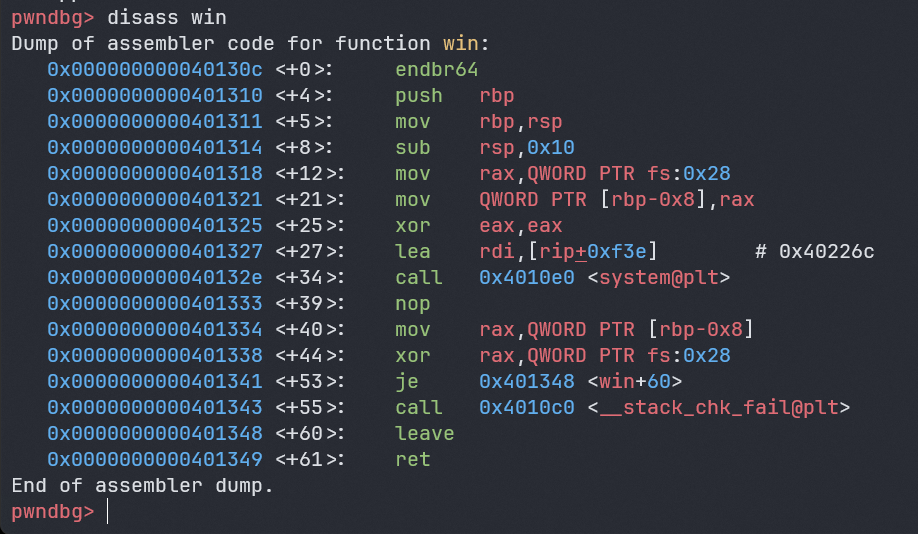 pwndbg> disass win
Dump of assembler code for function win:
0x000000000040130c <+0>: endbr64
0x0000000000401310 <+4>: push rbp
0x0000000000401311 <+5>: mov rbp,rsp
0x0000000000401314 <+8>: sub rsp,0x10
0x0000000000401318 <+12>: mov rax,QWORD PTR fs:0x28
0x0000000000401321 <+21>: mov QWORD PTR [rbp-0x8],rax
0x0000000000401325 <+25>: xor eax,eax
0x0000000000401327 <+27>: lea rdi,[rip+0xf3e] # 0x40226c
0x000000000040132e <+34>: call 0x4010e0 <system@plt>
0x0000000000401333 <+39>: nop
0x0000000000401334 <+40>: mov rax,QWORD PTR [rbp-0x8]
0x0000000000401338 <+44>: xor rax,QWORD PTR fs:0x28
0x0000000000401341 <+53>: je 0x401348 <win+60>
0x0000000000401343 <+55>: call 0x4010c0 <__stack_chk_fail@plt>
0x0000000000401348 <+60>: leave
0x0000000000401349 <+61>: ret
End of assembler dump.
pwndbg>